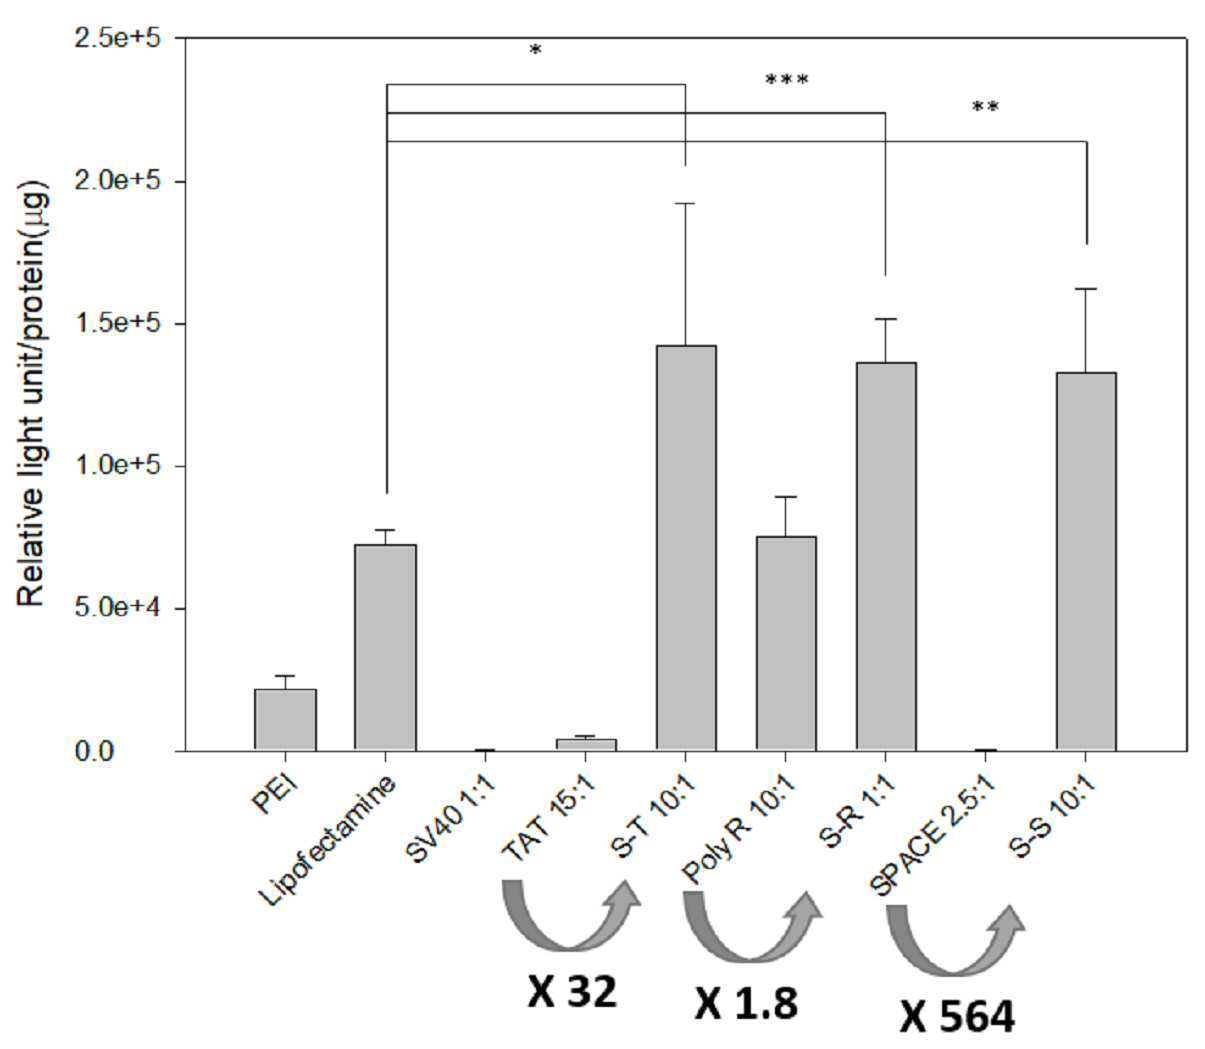 2.5e+5
2.0e+5
1.5e+5
1.0e+5
5.0e+4
0.0
Relative light unit/protein(μg)
*
***
**
PEI
Lipofectamine
SV40 1:1
TAT 15:1
S-T 10:1
Poly R 10:1
S-R 1:1
SPACE 2.5:1
S-S 10:1
X 32
X 1.8
X 564